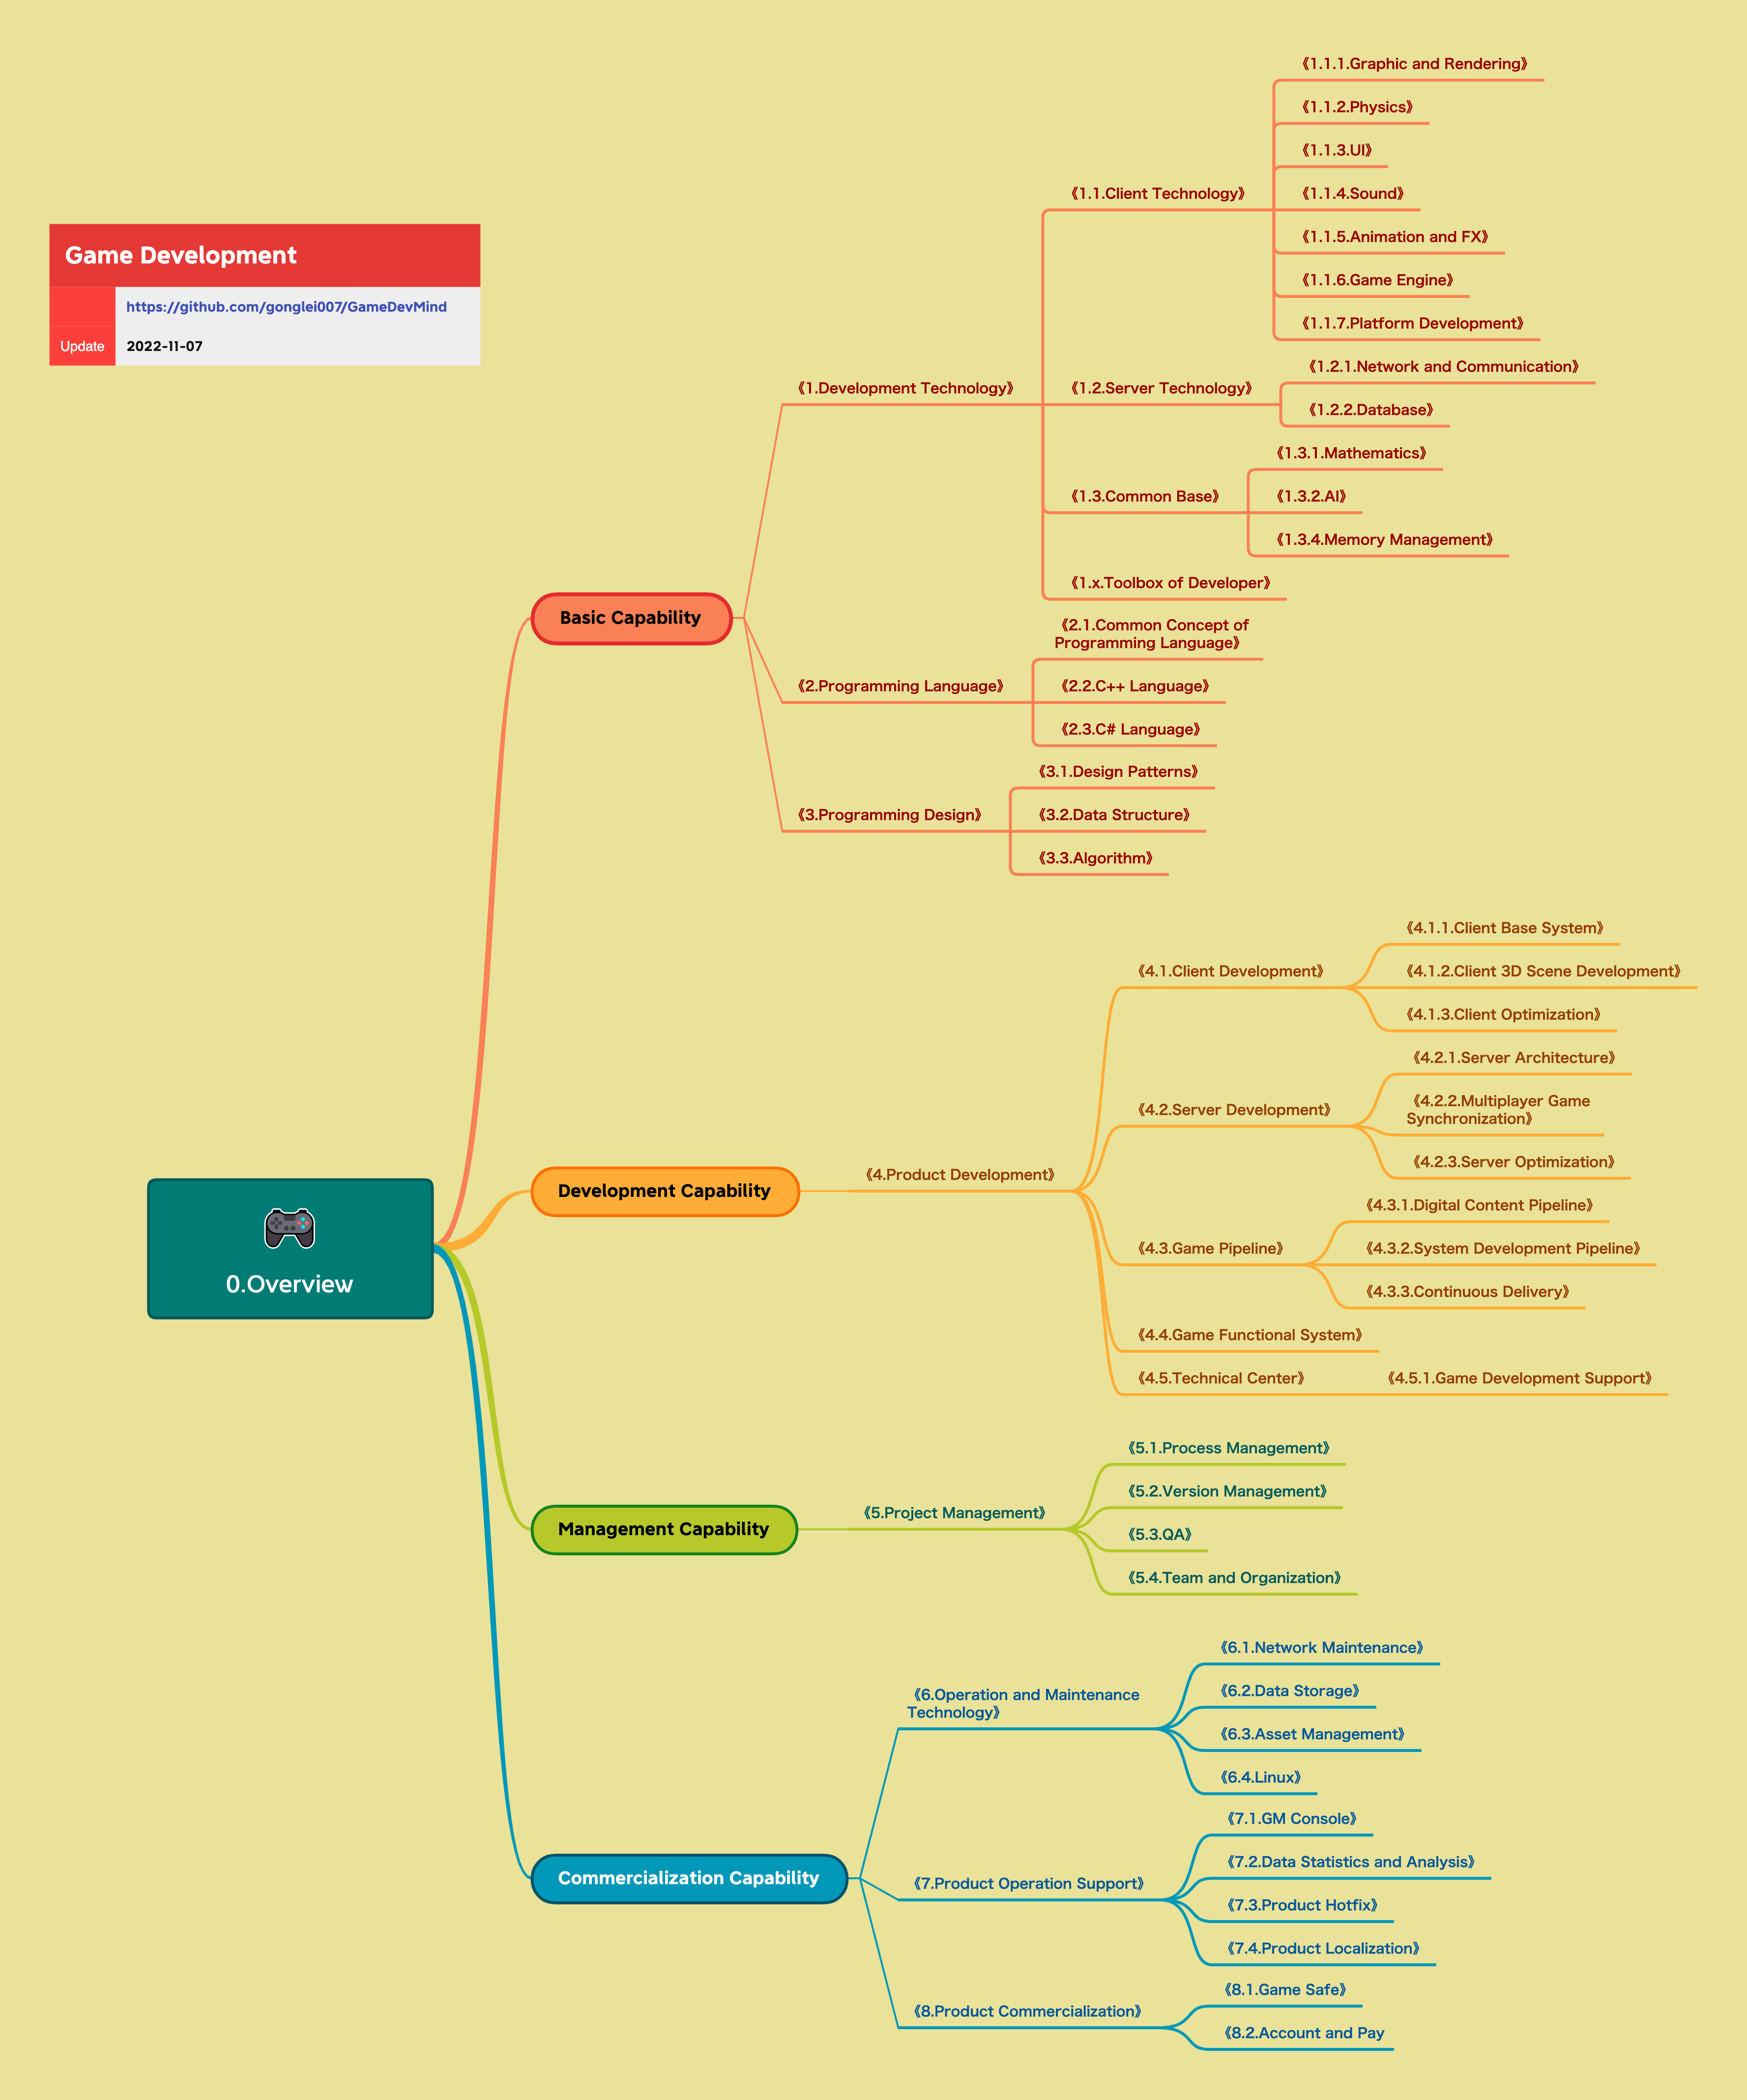 Game Development
https://github.com/gonglei007/GameDevMind
Update 2022-11-07
0.Overview
Basic Capability
《1.Development Technology》
《1.1.Client Technology》
《1.1.1.Graphic and Rendering》
《1.1.2.Physics》
《1.1.3.UI》
《1.1.4.Sound》
《1.1.5.Animation and FX》
《1.1.6.Game Engine》
《1.1.7.Platform Development》
《1.2.Server Technology》
《1.2.1.Network and Communication》
《1.2.2.Database》
《1.3.Common Base》
《1.3.1.Mathematics》
《1.3.2.AI》
《1.3.4.Memory Management》
《1.x.Toolbox of Developer》
《2.Programming Language》
《2.1.Common Concept of
Programming Language》
《2.2.C++ Language》
《2.3.C# Language》
《3.Programming Design》
《3.1.Design Patterns》
《3.2.Data Structure》
《3.3.Algorithm》
Development Capability
《4.Product Development》
《4.1.Client Development》
《4.1.1.Client Base System》
《4.1.2.Client 3D Scene Development》
《4.1.3.Client Optimization》
《4.2.Server Development》
《4.2.1.Server Architecture》
《4.2.2.Multiplayer Game
Synchronization》
《4.2.3.Server Optimization》
《4.3.Game Pipeline》
《4.3.1.Digital Content Pipeline》
《4.3.2.System Development Pipeline》
《4.3.3.Continuous Delivery》
《4.4.Game Functional System》
《4.5.Technical Center》
《4.5.1.Game Development Support》
Management Capability
《5.Project Management》
《5.1.Process Management》
《5.2.Version Management》
《5.3.QA》
《5.4.Team and Organization》
Commercialization Capability
《6.Operation and Maintenance
Technology》
《6.1.Network Maintenance》
《6.2.Data Storage》
《6.3.Asset Management》
《6.4.Linux》
《7.Product Operation Support》
《7.1.GM Console》
《7.2.Data Statistics and Analysis》
《7.3.Product Hotfix》
《7.4.Product Localization》
《8.Product Commercialization》
《8.1.Game Safe》
《8.2.Account and Pay